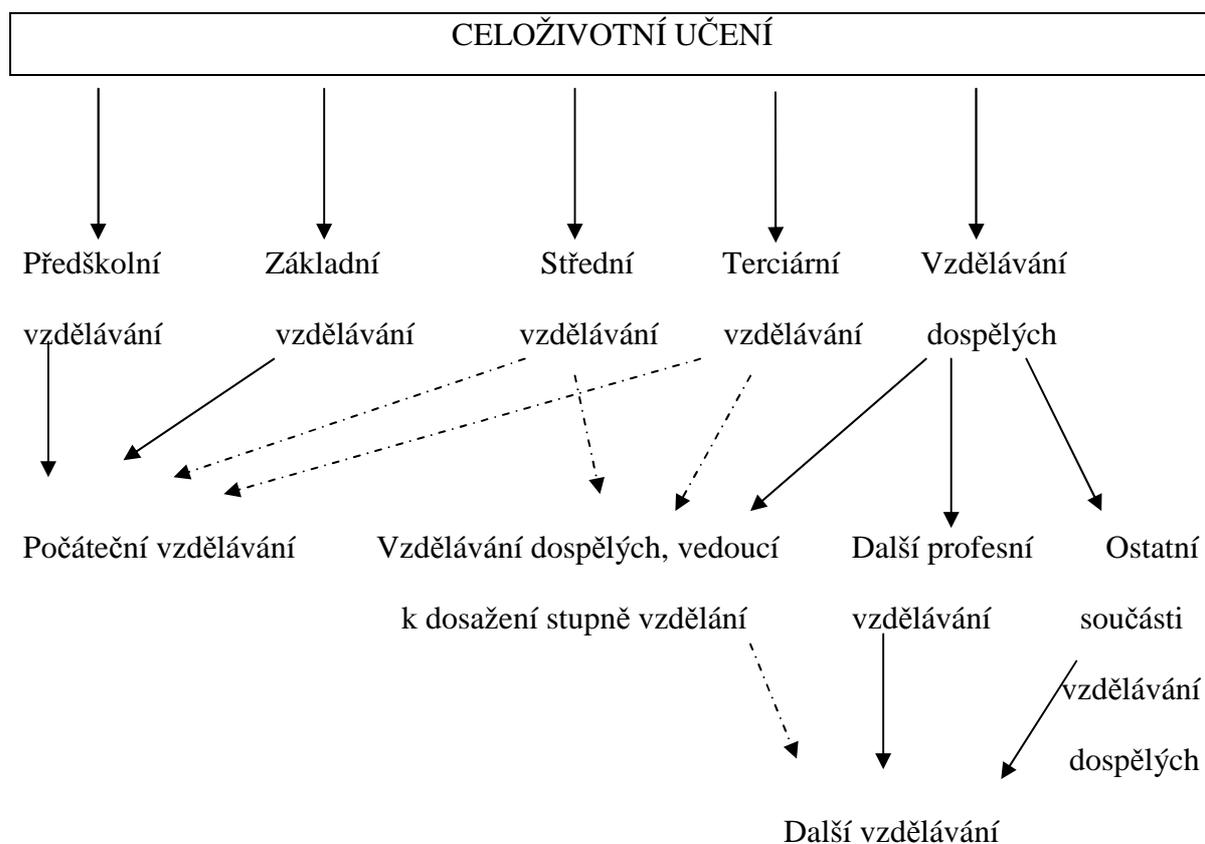 CELOŽIVOTNÍ UČENÍ
Předškolní Základní Střední Terciární Vzdělávání
vzdělávání vzdělávání vzdělávání vzdělávání dospělých
Počáteční vzdělávání Vzdělávání dospělých, vedoucí Další profesní Ostatní
k dosažení stupně vzdělání vzdělávání součásti
vzdělávání
dospělých
Další vzdělávání